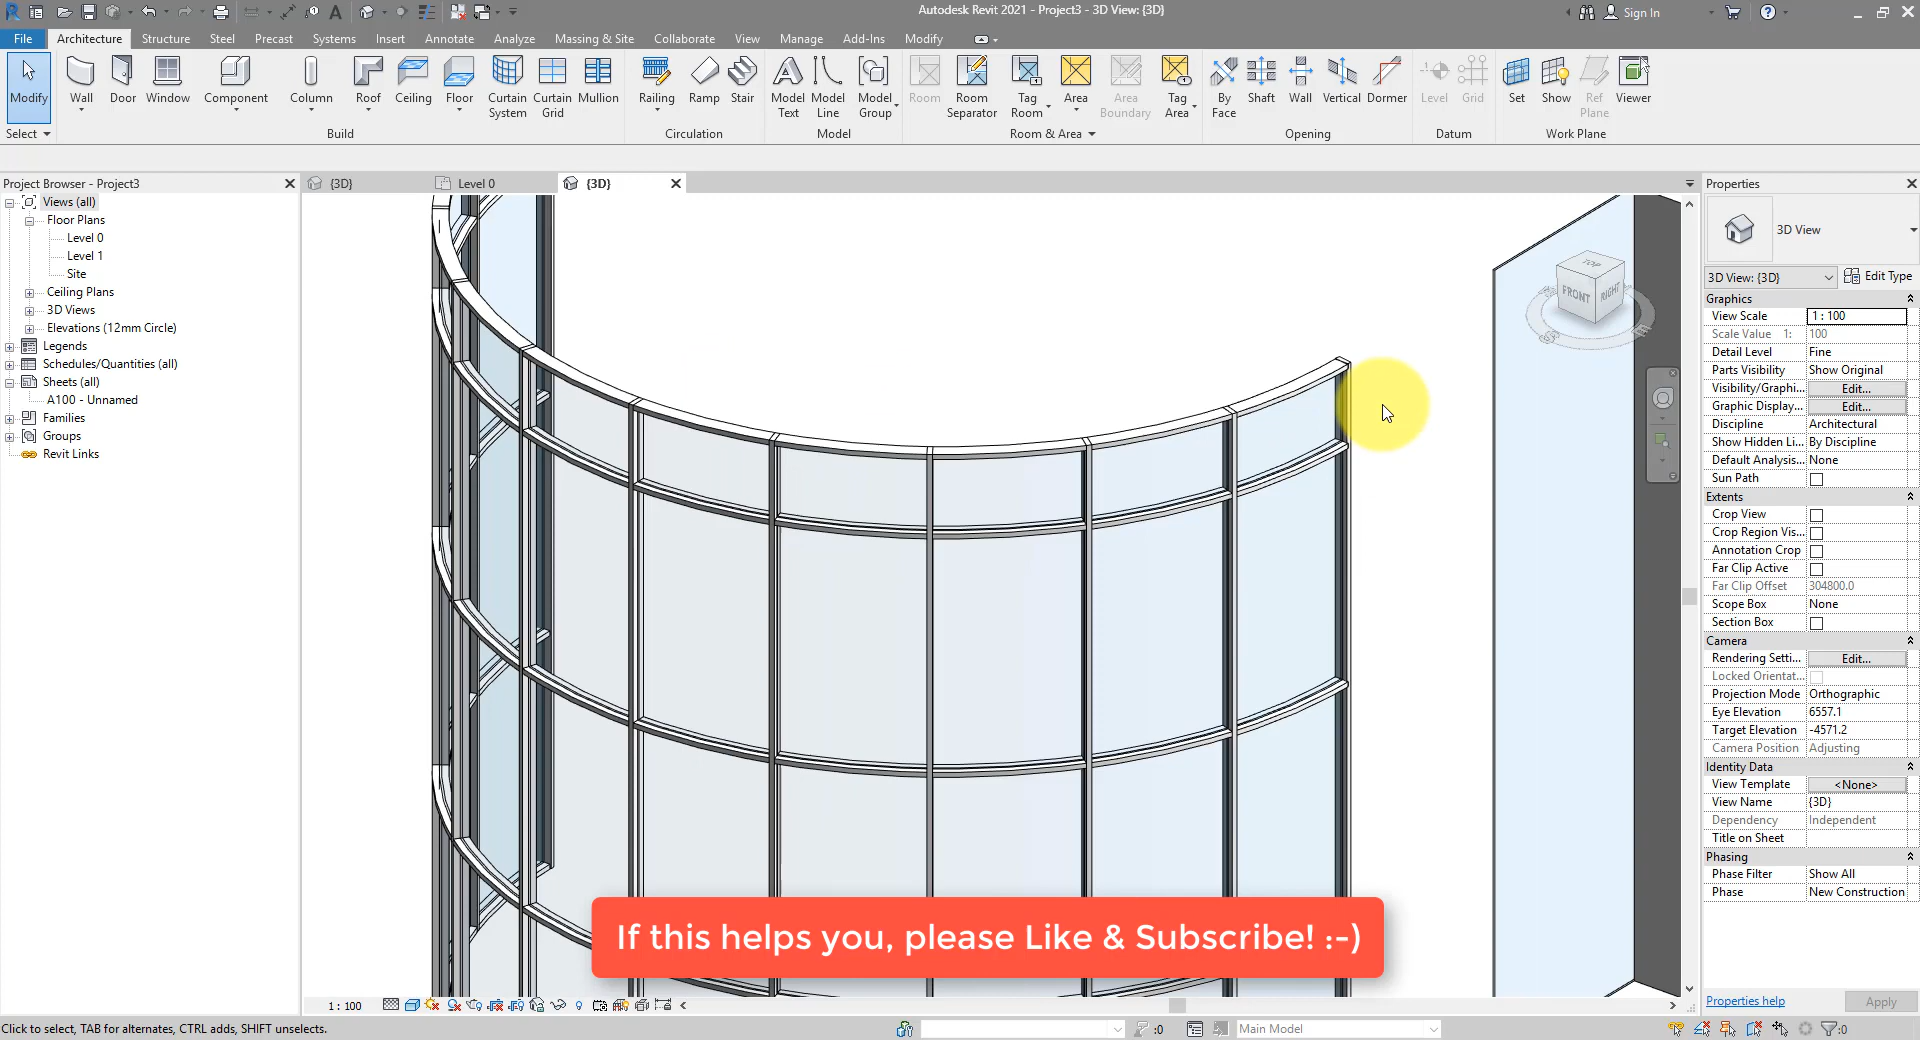 Autodesk Revit 2021 - Project3 - 3D View: {3D}
Sign In
File Architecture Structure Steel Precast Systems Insert Annotate Analyze Massing & Site Collaborate View Manage Add-Ins Modify
Modify Wall Door Window Component Column Roof Ceiling Floor Curtain System Curtain Grid Mullion Railing Ramp Stair Model Text Model Line Model Group Room Room Separator Tag Room Area Area Boundary Tag Area By Face Shaft Wall Vertical Dormer Level Grid Set Show Ref Plane Viewer
Select Build Circulation Model Room & Area Opening Datum Work Plane
Project Browser - Project3
{3D} Level 0 {3D}
Properties
Views (all)
Floor Plans
Level 0
Level 1
Site
Ceiling Plans
3D Views
Elevations (12mm Circle)
Legends
Schedules/Quantities (all)
Sheets (all)
A100 - Unnamed
Families
Groups
Revit Links
TOP
FRONT
RIGHT
S
3D View
3D View: {3D} Edit Type
Graphics
View Scale 1 : 100
Scale Value 1: 100
Detail Level Fine
Parts Visibility Show Original
Visibility/Graphi... Edit...
Graphic Display... Edit...
Discipline Architectural
Show Hidden Li... By Discipline
Default Analysis... None
Sun Path
Extents
Crop View
Crop Region Vis...
Annotation Crop
Far Clip Active
Far Clip Offset 304800.0
Scope Box None
Section Box
Camera
Rendering Setti... Edit...
Locked Orientat...
Projection Mode Orthographic
Eye Elevation 6557.1
Target Elevation -4571.2
Camera Position Adjusting
Identity Data
View Template <None>
View Name {3D}
Dependency Independent
Title on Sheet
Phasing
Phase Filter Show All
Phase New Construction
Properties help Apply
If this helps you, please Like & Subscribe! :-)
1 : 100
Click to select, TAB for alternates, CTRL adds, SHIFT unselects.
:0
Main Model
:0